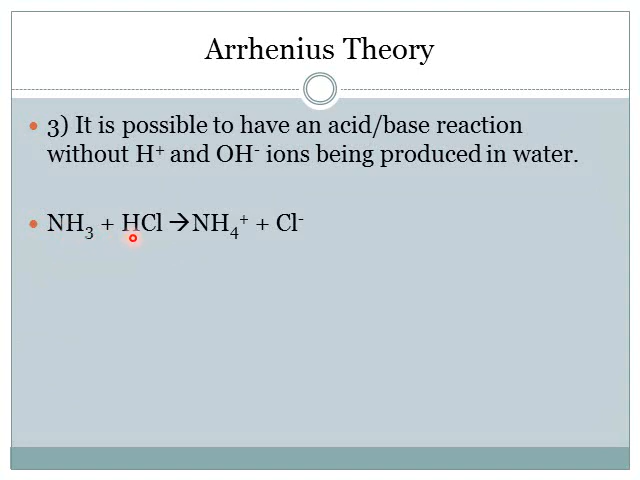 Arrhenius Theory
• 3) It is possible to have an acid/base reaction
without H⁺ and OH⁻ ions being produced in water.
• NH₃ + HCl →NH₄⁺ + Cl⁻